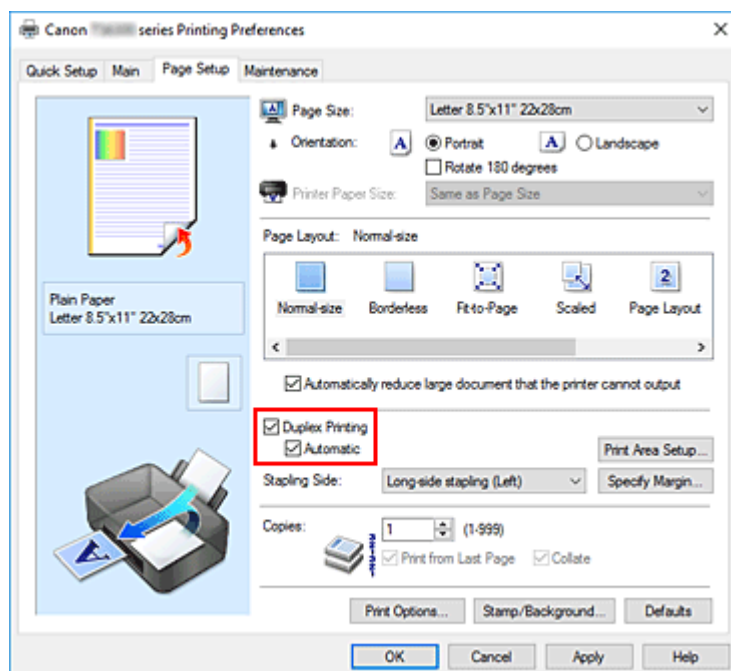 Canon series Printing Preferences
Quick Setup Main Page Setup Maintenance
Page Size: Letter 8.5"x11" 22x28cm
Orientation: A Portrait A Landscape
Rotate 180 degrees
Printer Paper Size: Same as Page Size
Page Layout: Normal-size
2
Normal-size Borderless Fit-to-Page Scaled Page Layout
Plain Paper
Letter 8.5"x11" 22x28cm
Automatically reduce large document that the printer cannot output
Duplex Printing
Automatic
Print Area Setup...
Stapling Side: Long-side stapling (Left) Specify Margin...
Copies: 1 (1-999)
Print from Last Page Collate
A
Print Options... Stamp/Background... Defaults
OK Cancel Apply Help